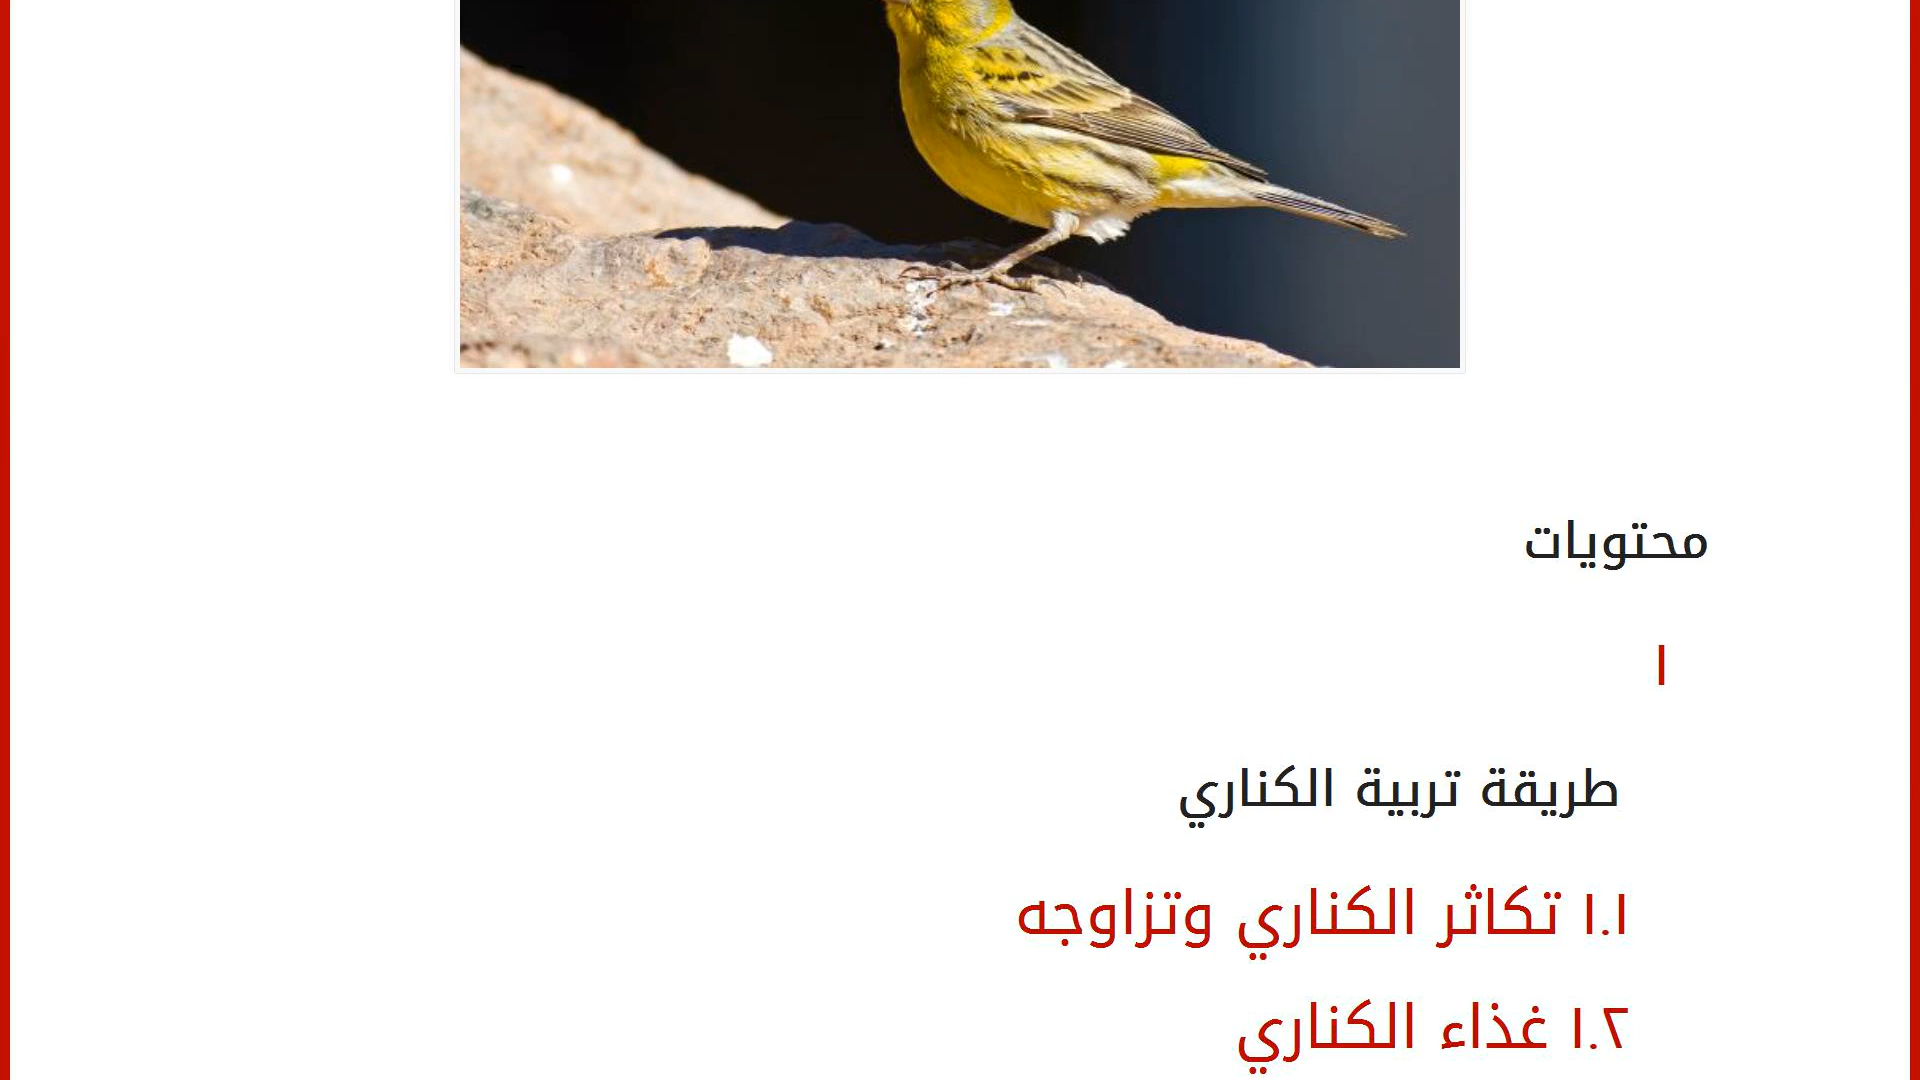 محتويات
١
طريقة تربية الكناري
١.١ تكاثر الكناري وتزاوجه
١.٢ غذاء الكناري